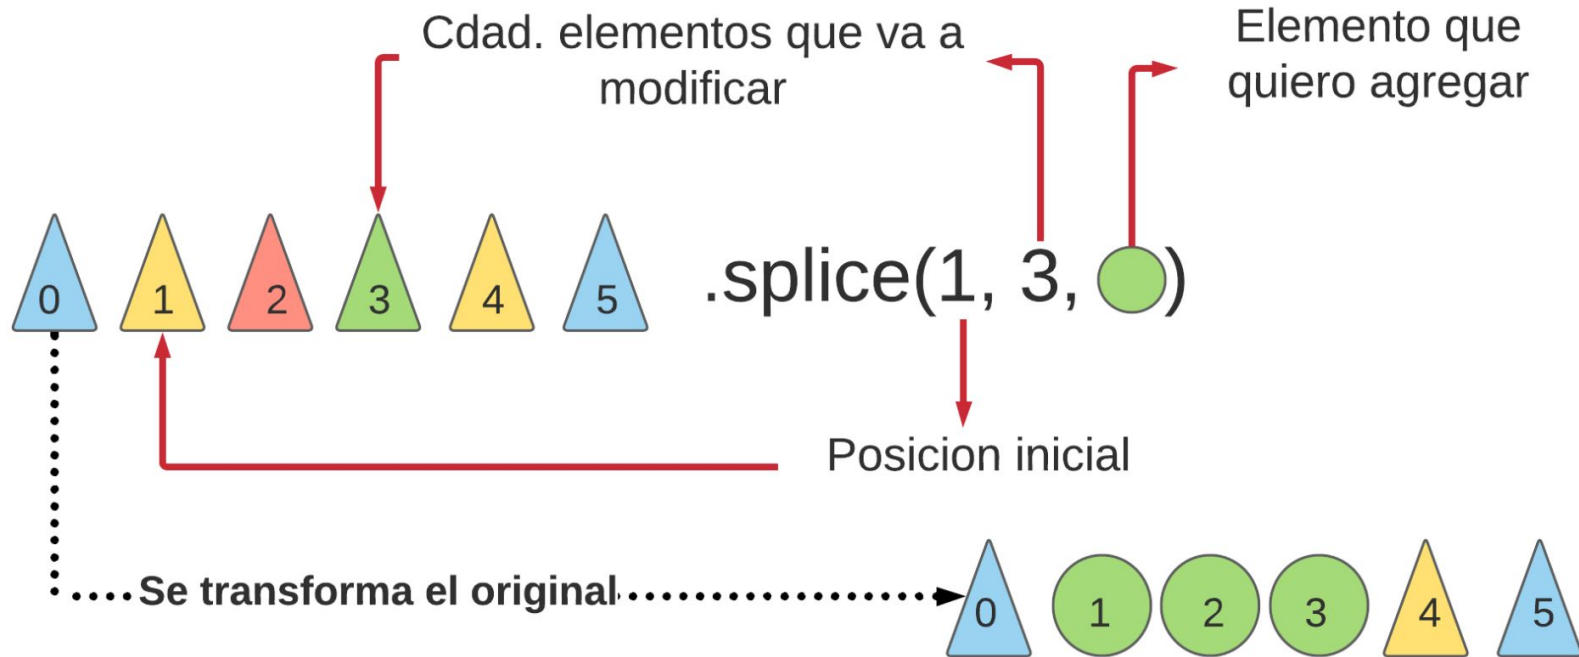 Cdad. elementos que va a
modificar
Elemento que
quiero agregar
0 1 2 3 4 5
.splice(1, 3, )
Posicion inicial
Se transforma el original
0 1 2 3 4 5